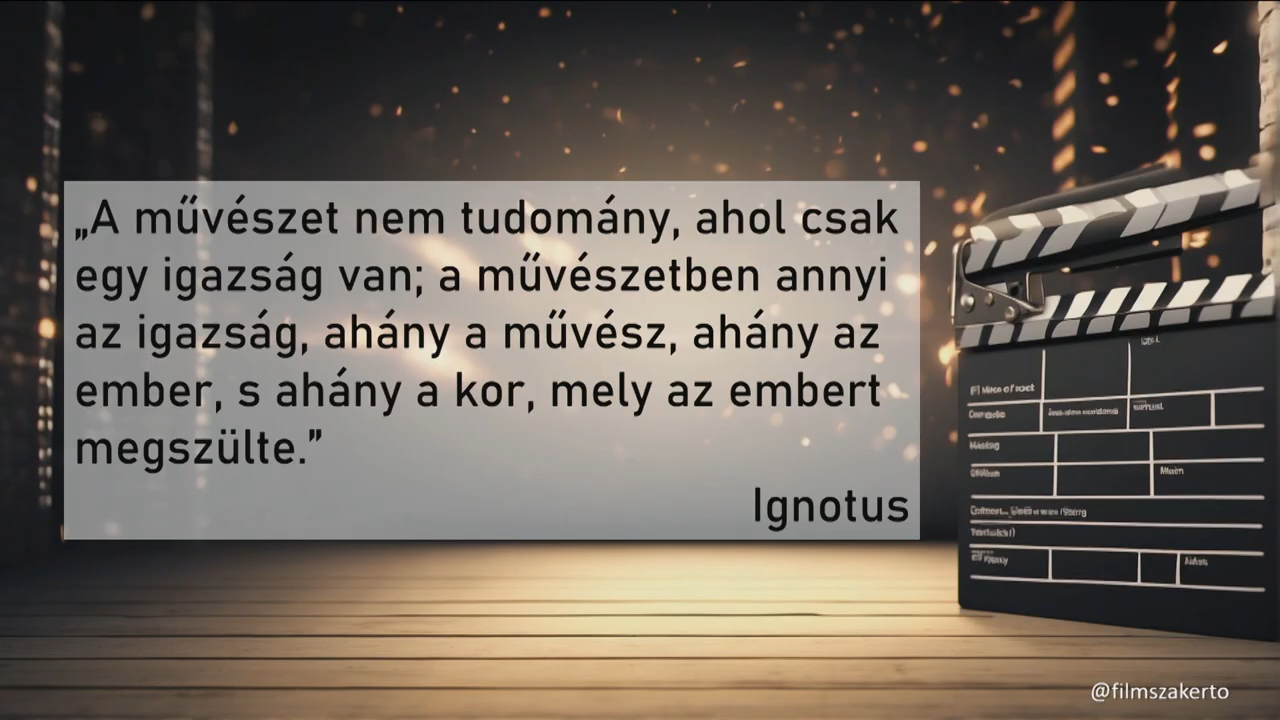 „A művészet nem tudomány, ahol csak
egy igazság van; a művészetben annyi
az igazság, ahány a művész, ahány az
ember, s ahány a kor, mely az embert
megszülte.”
Ignotus
@filmszakerto